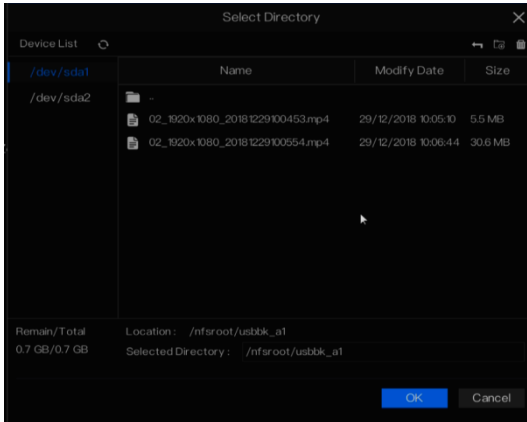 Select Directory
Device List
/dev/sda1
/dev/sda2
Name Modify Date Size
..
02_1920x1080_20181229100453.mp4 29/12/2018 10:05:10 5.5 MB
02_1920x1080_20181229100554.mp4 29/12/2018 10:06:44 30.6 MB
Remain/Total
0.7 GB/0.7 GB
Location : /nfsroot/usbbk_a1
Selected Directory : /nfsroot/usbbk_a1
OK Cancel